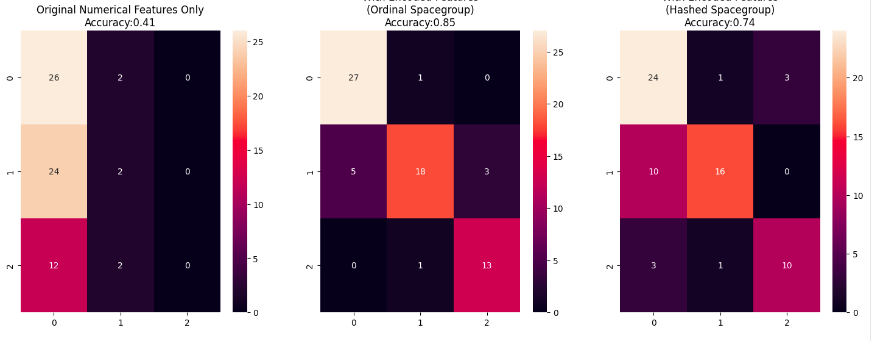 Original Numerical Features Only
Accuracy:0.41
26 2 0
24 2 0
12 2 0
0
1
2
0 1 2
25
20
15
10
5
0
(Ordinal Spacegroup)
Accuracy:0.85
27 1 0
5 18 3
0 1 13
0
1
2
0 1 2
25
20
15
10
5
0
(Hashed Spacegroup)
Accuracy:0.74
24 1 3
10 16 0
3 1 10
0
1
2
0 1 2
20
15
10
5
0